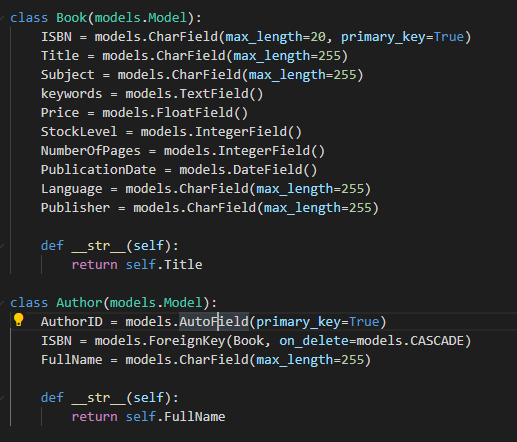 class Book(models.Model):
    ISBN = models.CharField(max_length=20, primary_key=True)
    Title = models.CharField(max_length=255)
    Subject = models.CharField(max_length=255)
    keywords = models.TextField()
    Price = models.FloatField()
    StockLevel = models.IntegerField()
    NumberOfPages = models.IntegerField()
    PublicationDate = models.DateField()
    Language = models.CharField(max_length=255)
    Publisher = models.CharField(max_length=255)

    def __str__(self):
        return self.Title

class Author(models.Model):
    AuthorID = models.AutoField(primary_key=True)
    ISBN = models.ForeignKey(Book, on_delete=models.CASCADE)
    FullName = models.CharField(max_length=255)

    def __str__(self):
        return self.FullName